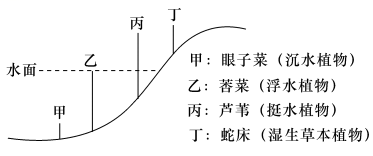 丁
丙
乙
水面
甲
甲：眼子菜（沉水植物）
乙：莕菜（浮水植物）
丙：芦苇（挺水植物）
丁：蛇床（湿生草本植物）